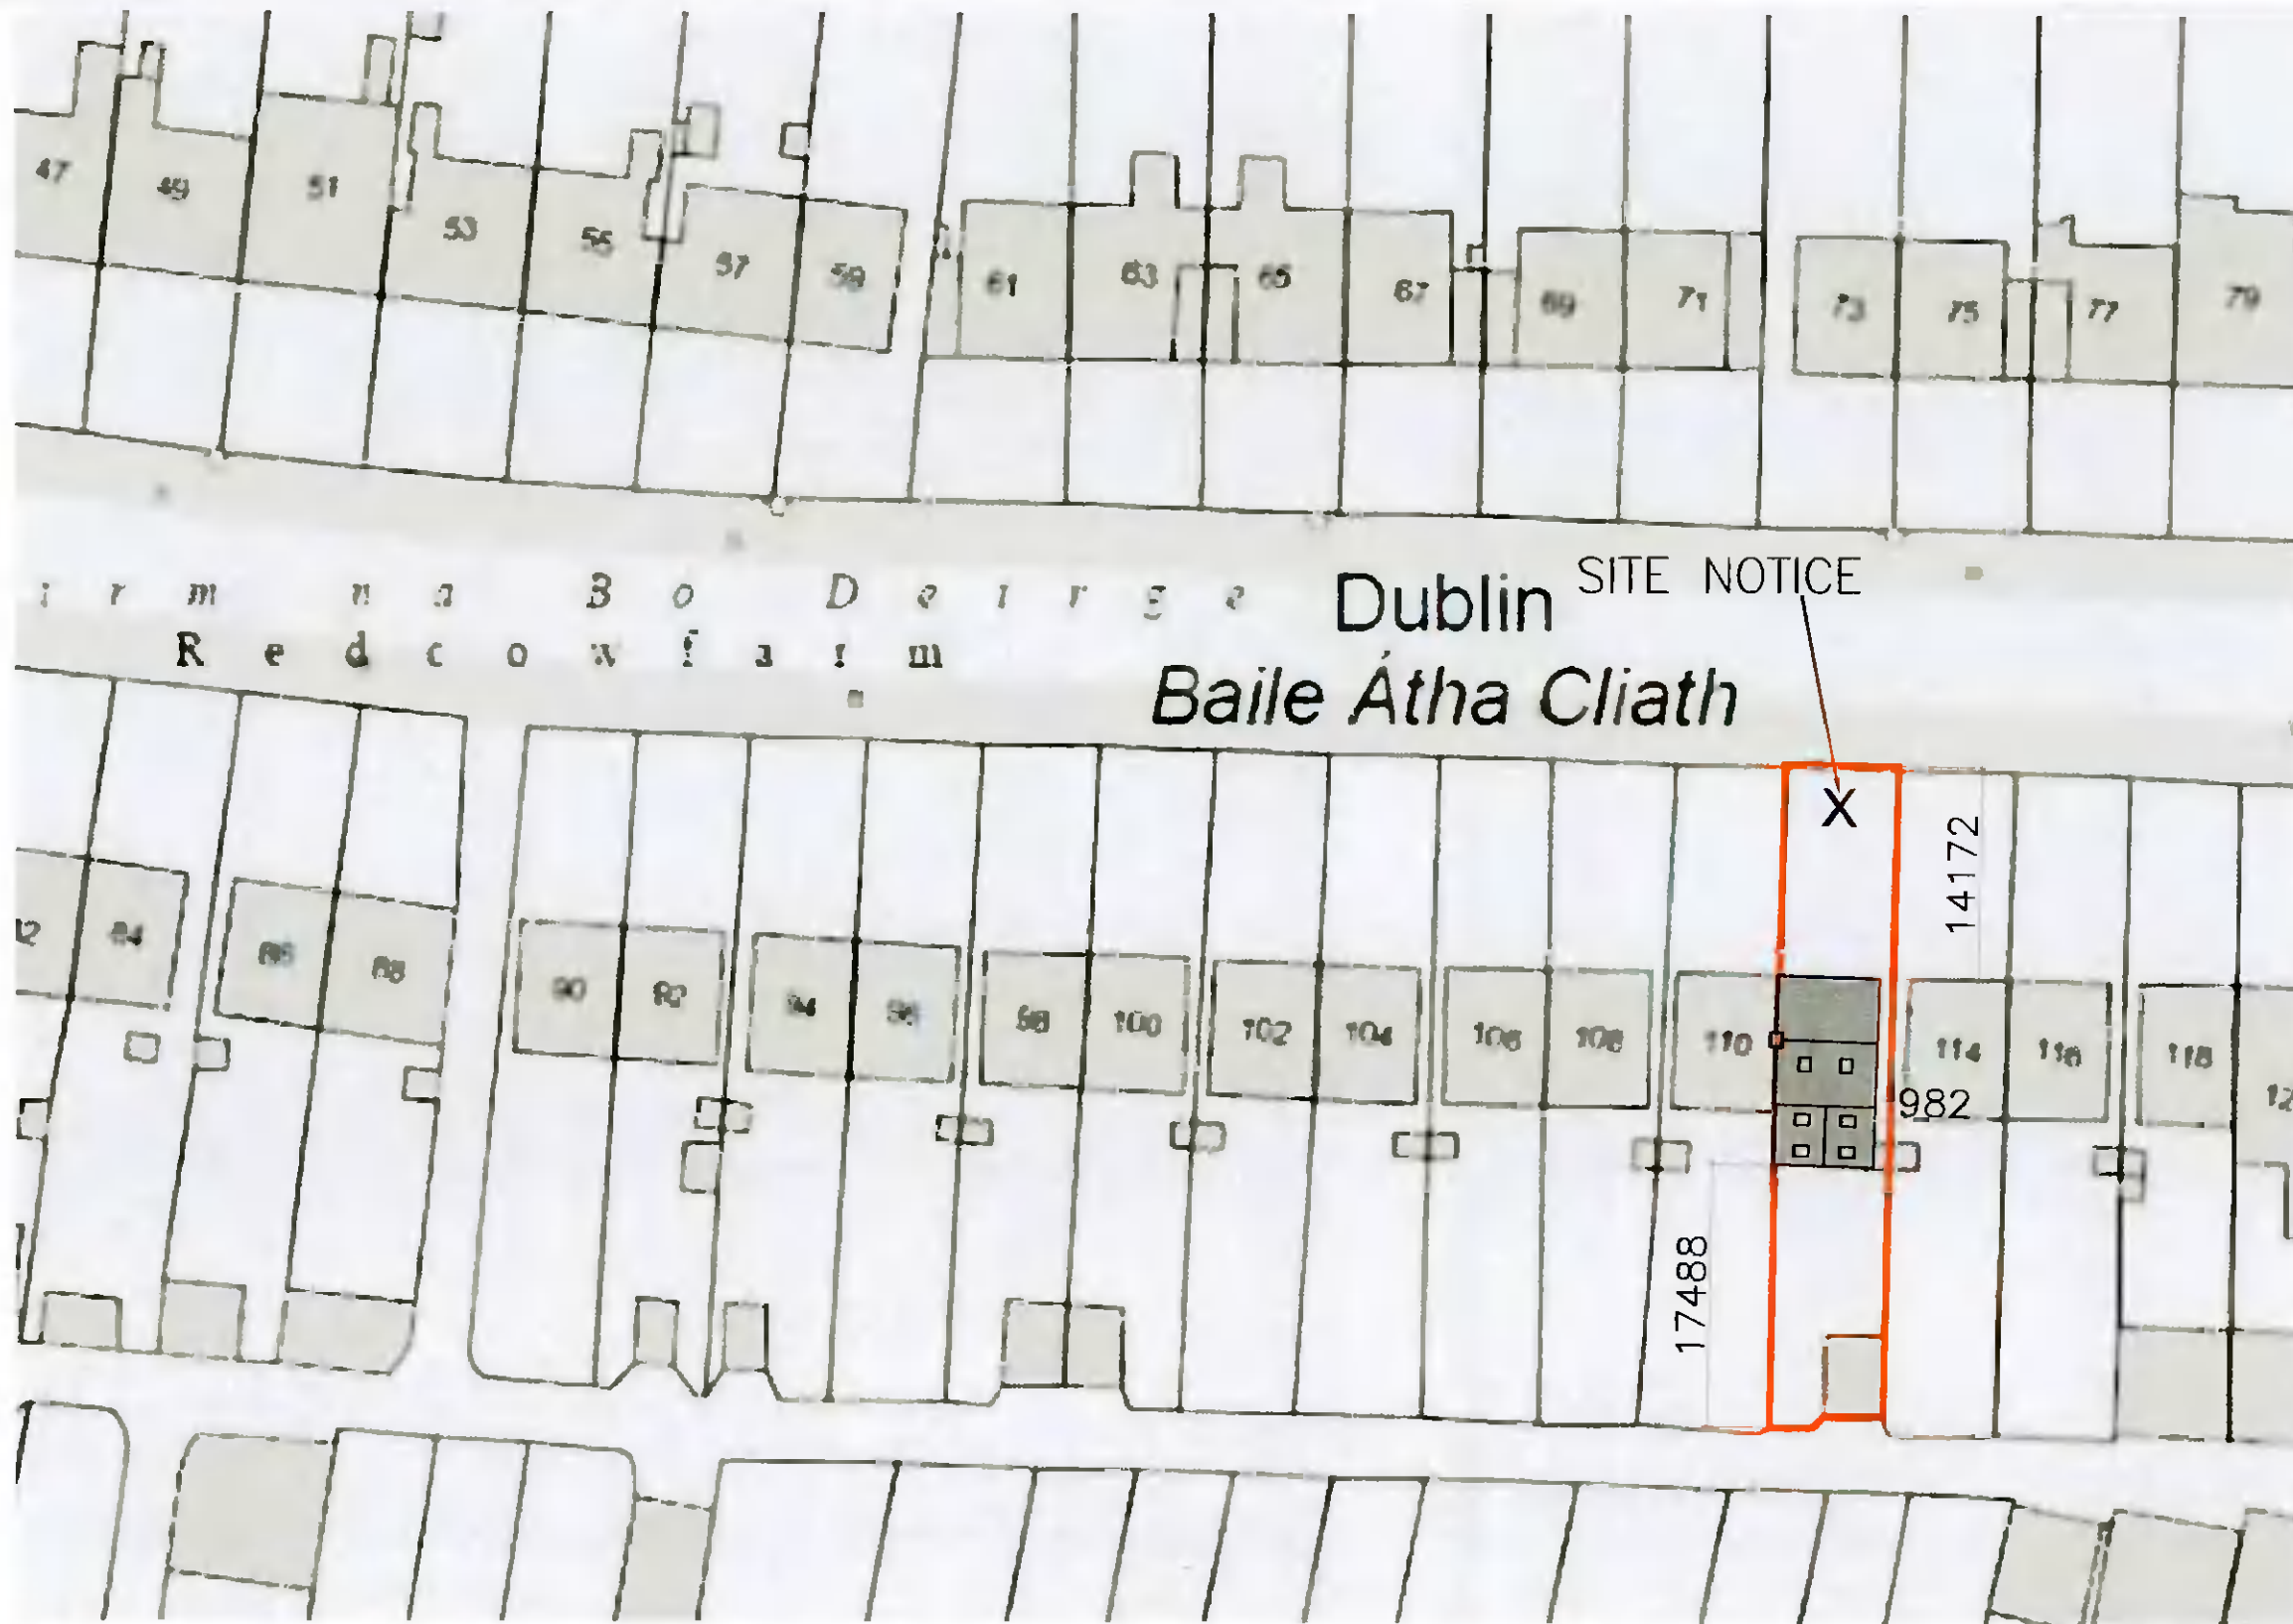 47 49 51 53 55 57 59 61 63 65 67 69 71 73 75 77 79
SITE NOTICE
i r m n a B o D e i r g e
Dublin
R e d c o w f a r m
Baile Átha Cliath
X
14172
84 86 88 90 92 94 96 98 100 102 104 106 108 110 114 116 118
982
17488